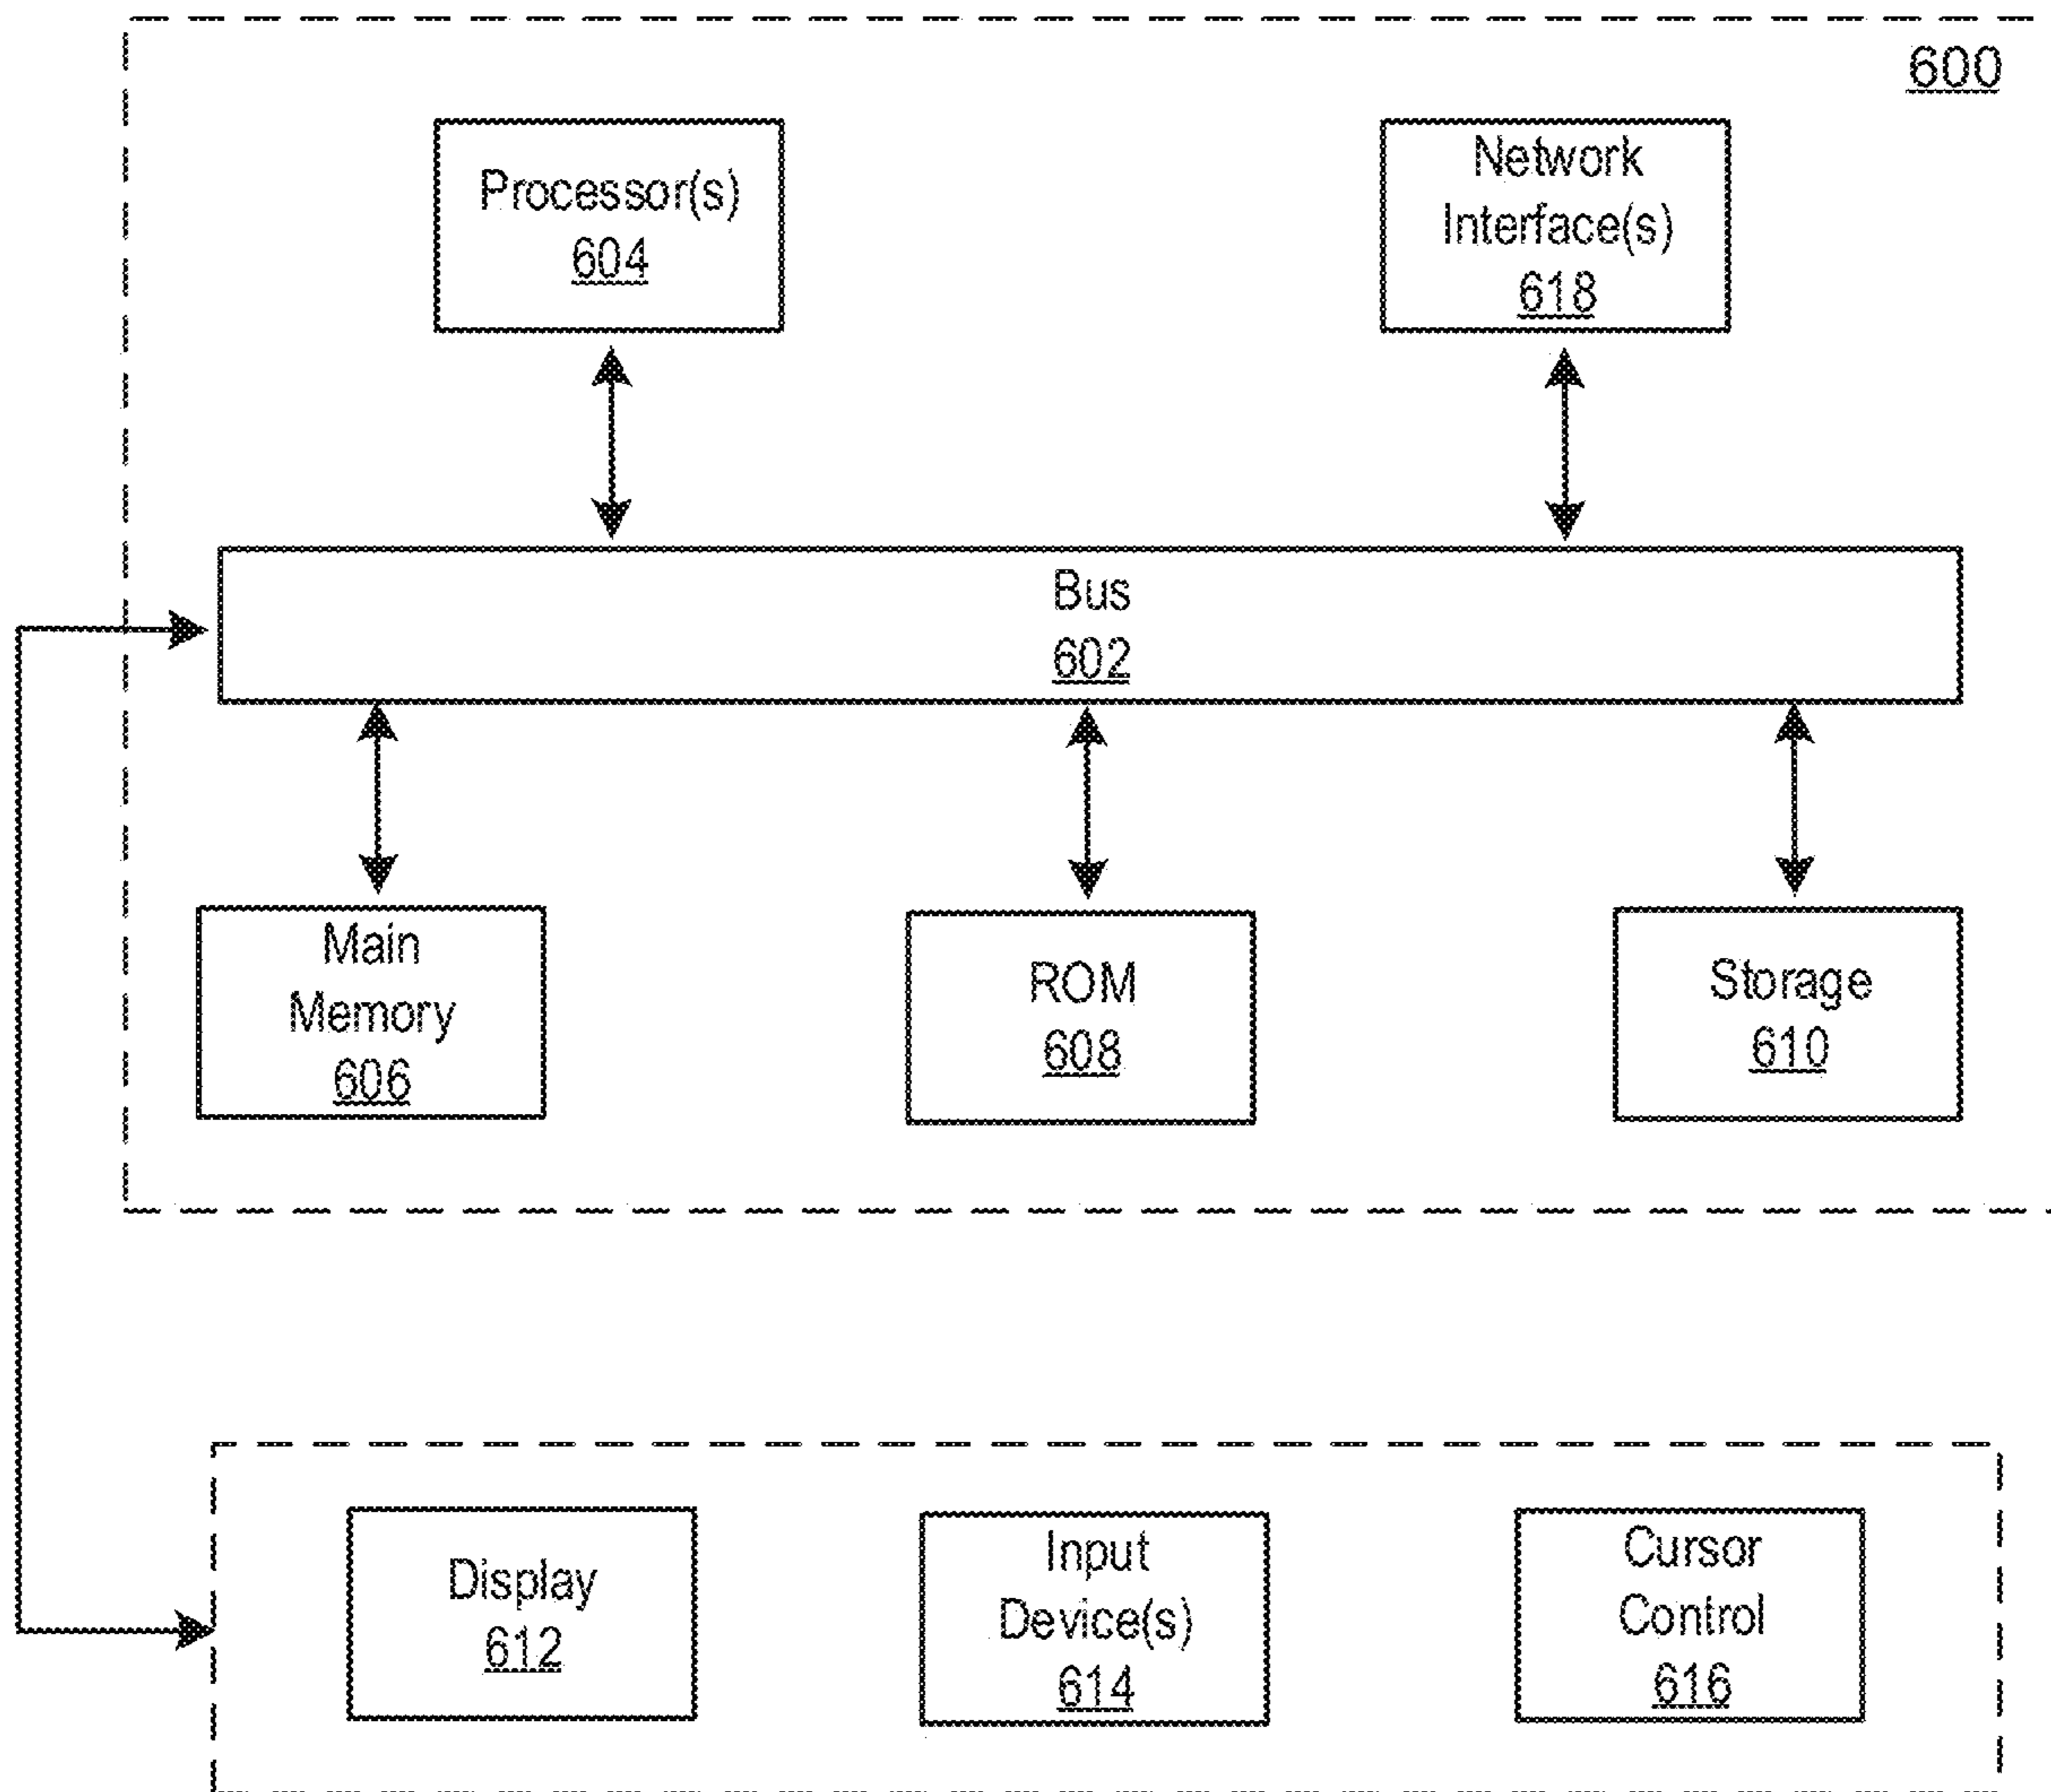 600
Processor(s)
604
Network
Interface(s)
618
Bus
602
Main
Memory
606
ROM
608
Storage
610
Display
612
Input
Device(s)
614
Cursor
Control
616